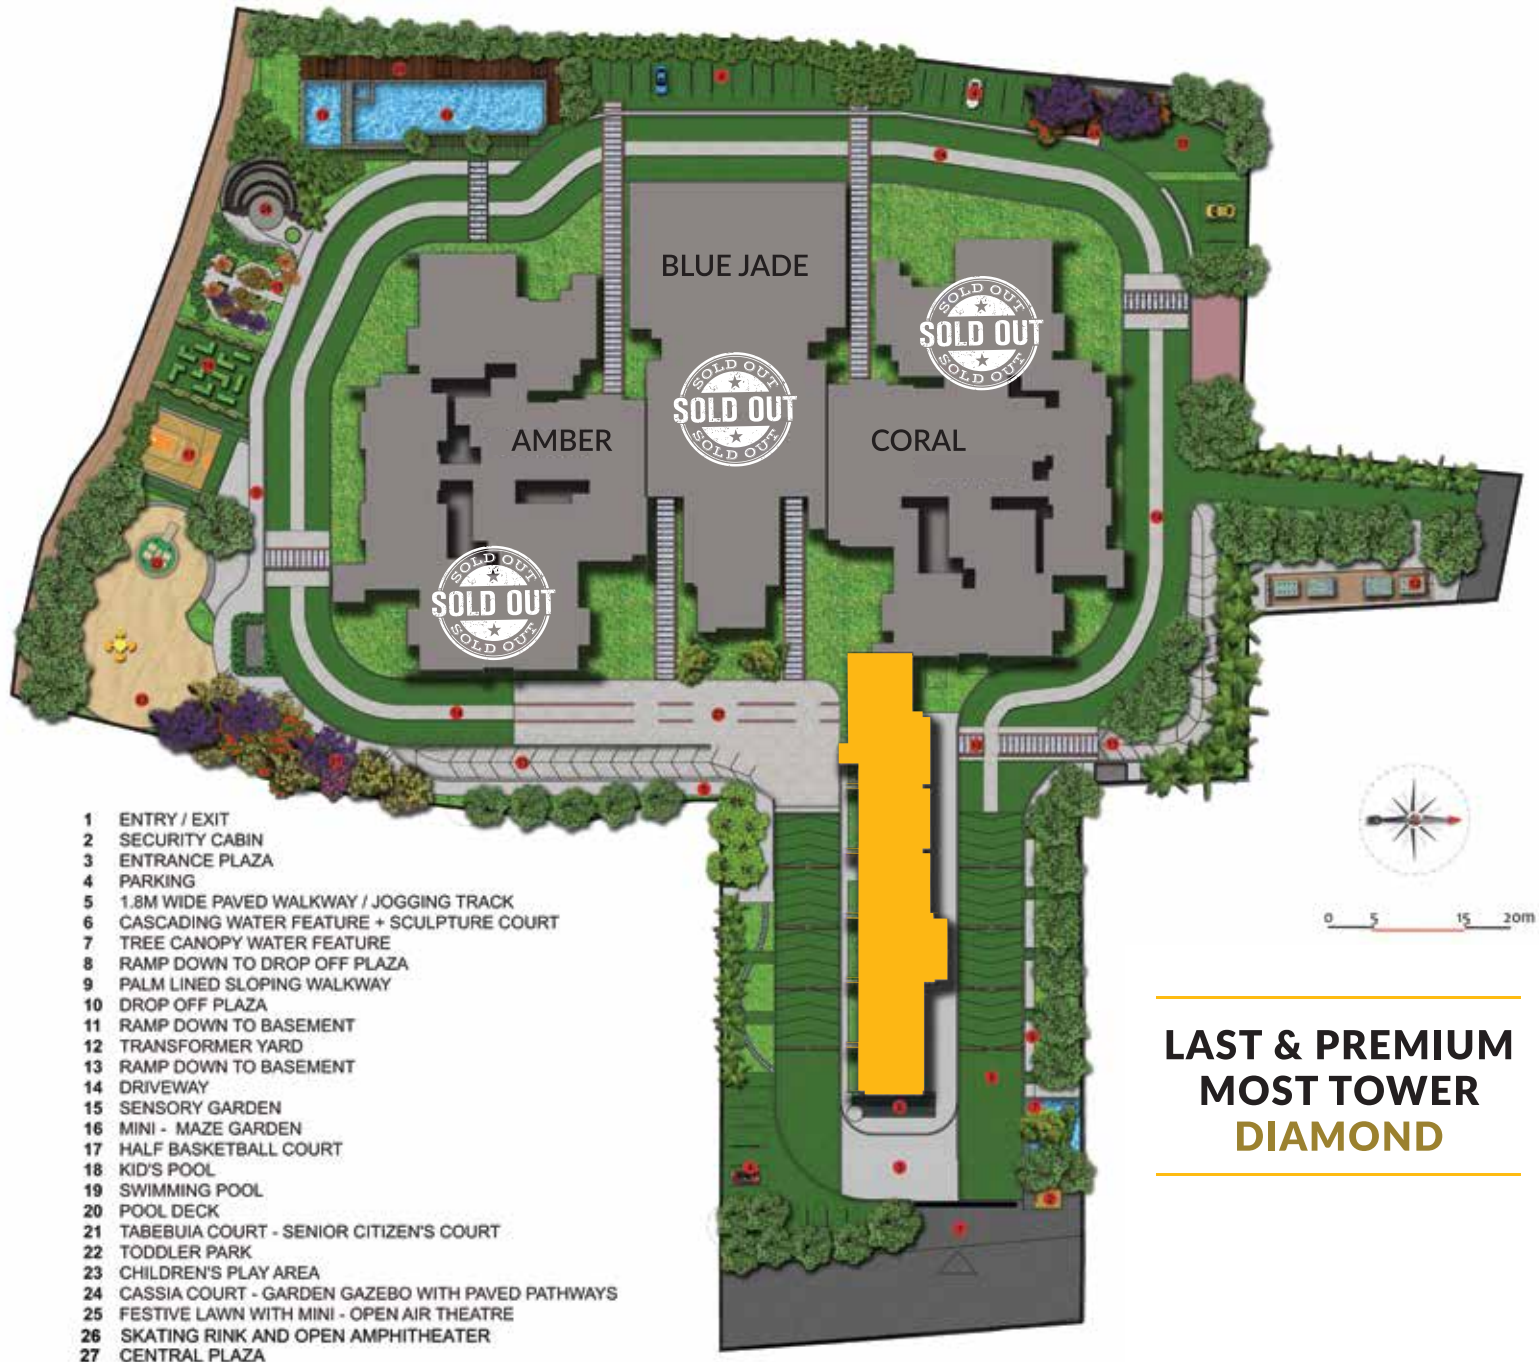 BLUE JADE
SOLD OUT
SOLD OUT
SOLD OUT
SOLD OUT
SOLD OUT
SOLD OUT
AMBER
CORAL
SOLD OUT
SOLD OUT
SOLD OUT
1 ENTRY / EXIT
2 SECURITY CABIN
3 ENTRANCE PLAZA
4 PARKING
5 1.8M WIDE PAVED WALKWAY / JOGGING TRACK
6 CASCADING WATER FEATURE + SCULPTURE COURT
7 TREE CANOPY WATER FEATURE
8 RAMP DOWN TO DROP OFF PLAZA
9 PALM LINED SLOPING WALKWAY
10 DROP OFF PLAZA
11 RAMP DOWN TO BASEMENT
12 TRANSFORMER YARD
13 RAMP DOWN TO BASEMENT
14 DRIVEWAY
15 SENSORY GARDEN
16 MINI - MAZE GARDEN
17 HALF BASKETBALL COURT
18 KID'S POOL
19 SWIMMING POOL
20 POOL DECK
21 TABEBUIA COURT - SENIOR CITIZEN'S COURT
22 TODDLER PARK
23 CHILDREN'S PLAY AREA
24 CASSIA COURT - GARDEN GAZEBO WITH PAVED PATHWAYS
25 FESTIVE LAWN WITH MINI - OPEN AIR THEATRE
26 SKATING RINK AND OPEN AMPHITHEATER
27 CENTRAL PLAZA
0 5 15 20m
LAST & PREMIUM
MOST TOWER
DIAMOND